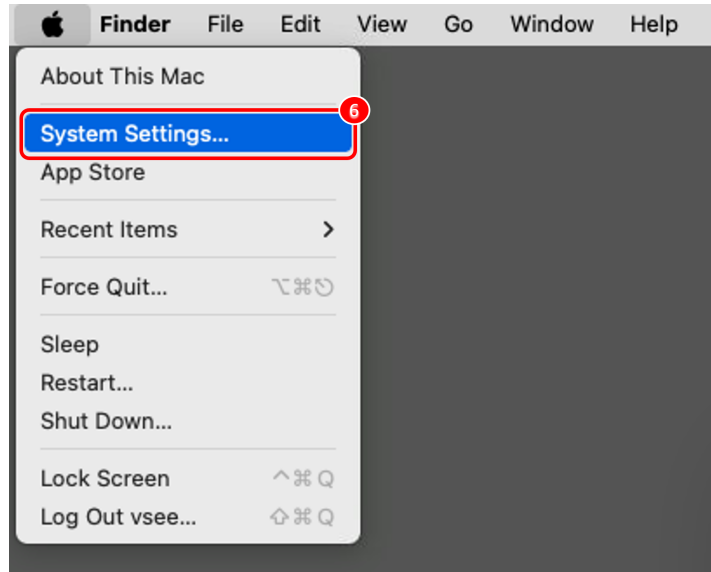 Finder File Edit View Go Window Help
About This Mac
6
System Settings...
App Store
Recent Items
Force Quit... ⌥⌘⎋
Sleep
Restart...
Shut Down...
Lock Screen ^⌘Q
Log Out vsee... ⇧⌘Q